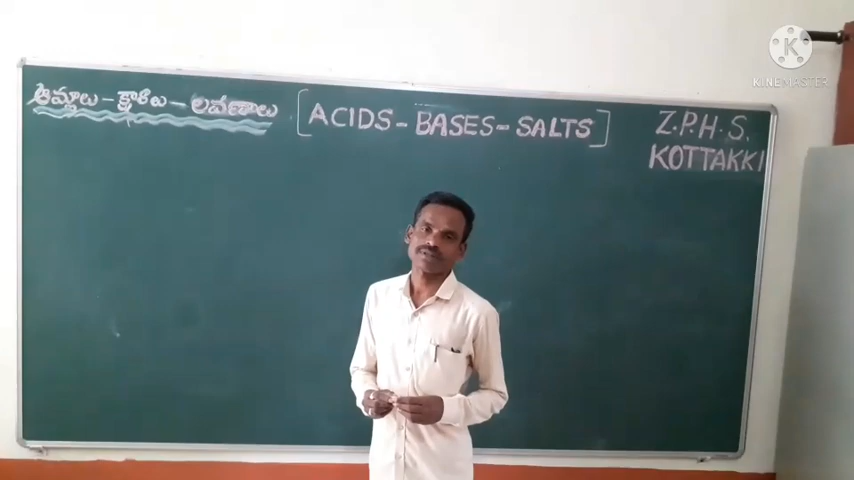 ఆమ్లాలు - క్షారాలు - లవణాలు [ACIDS - BASES - SALTS]
Z.P.H.S
KOTTAKKI
K
KINEMASTER